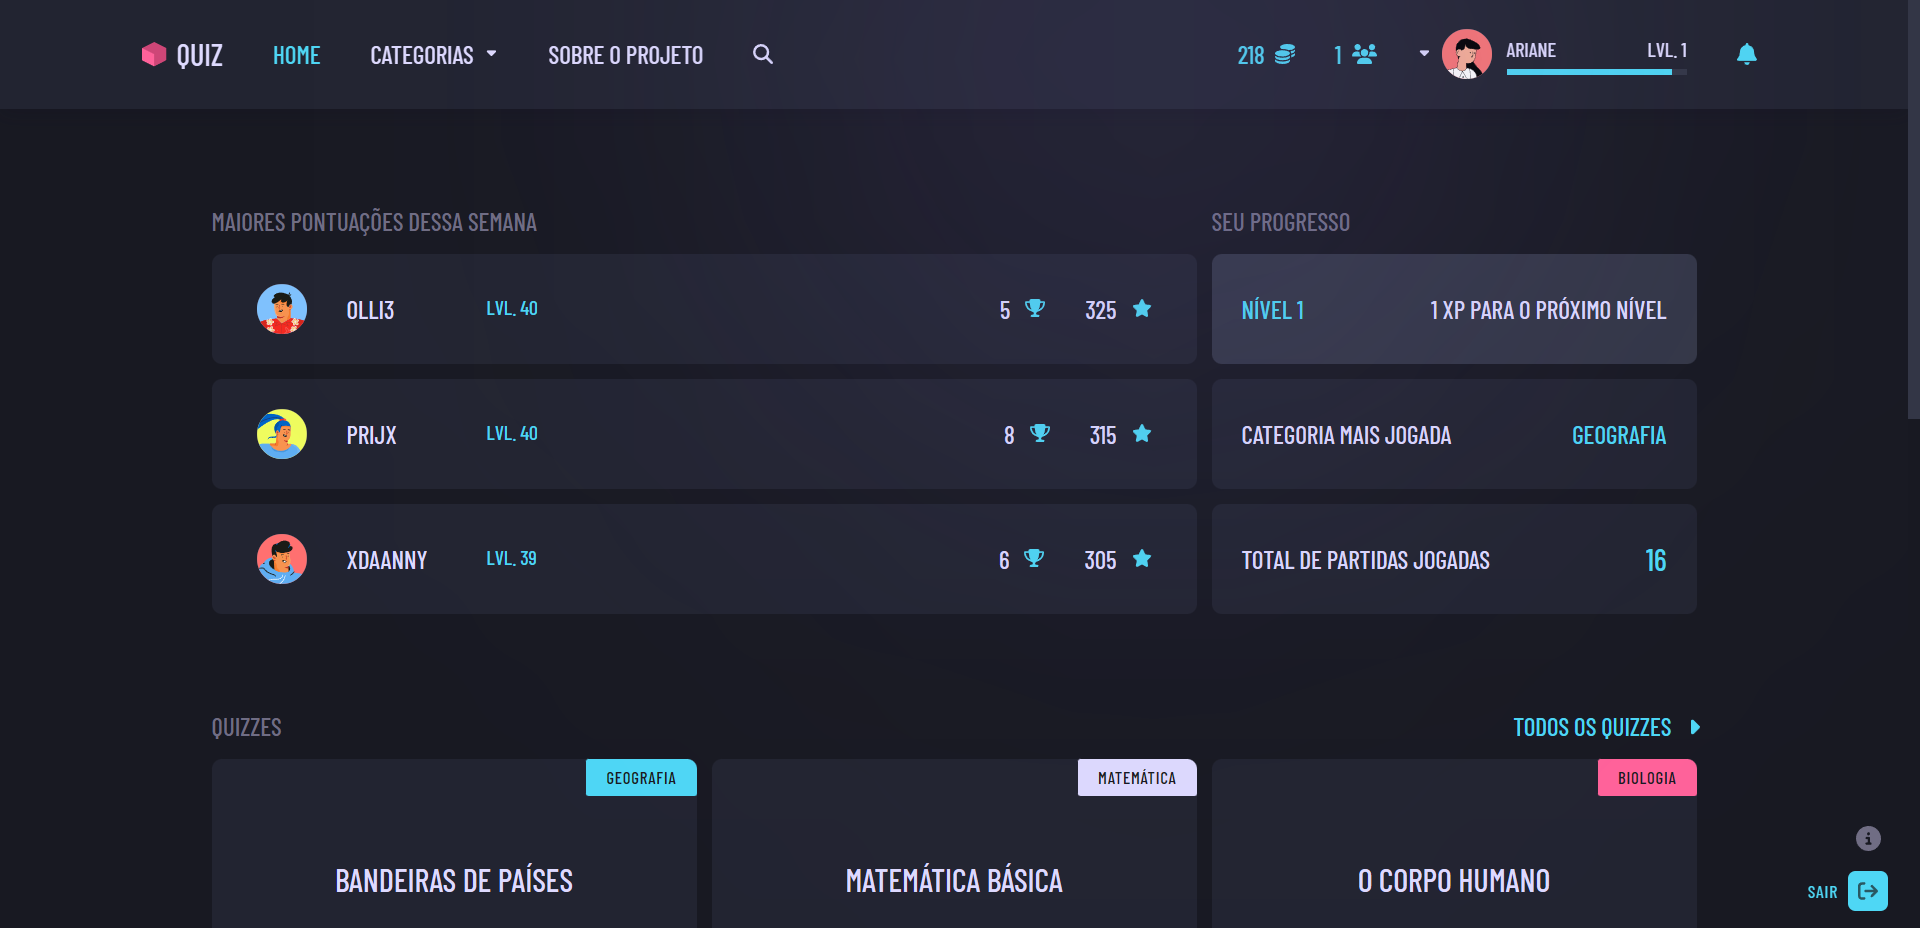 QUIZ HOME CATEGORIAS SOBRE O PROJETO 218 1 ARIANE LVL. 1
MAIORES PONTUAÇÕES DESSA SEMANA
OLLI3 LVL. 40 5 325
PRIJX LVL. 40 8 315
XDAANNY LVL. 39 6 305
SEU PROGRESSO
NÍVEL 1 1 XP PARA O PRÓXIMO NÍVEL
CATEGORIA MAIS JOGADA GEOGRAFIA
TOTAL DE PARTIDAS JOGADAS 16
QUIZZES TODOS OS QUIZZES
GEOGRAFIA
BANDEIRAS DE PAÍSES
MATEMÁTICA
MATEMÁTICA BÁSICA
BIOLOGIA
O CORPO HUMANO
SAIR